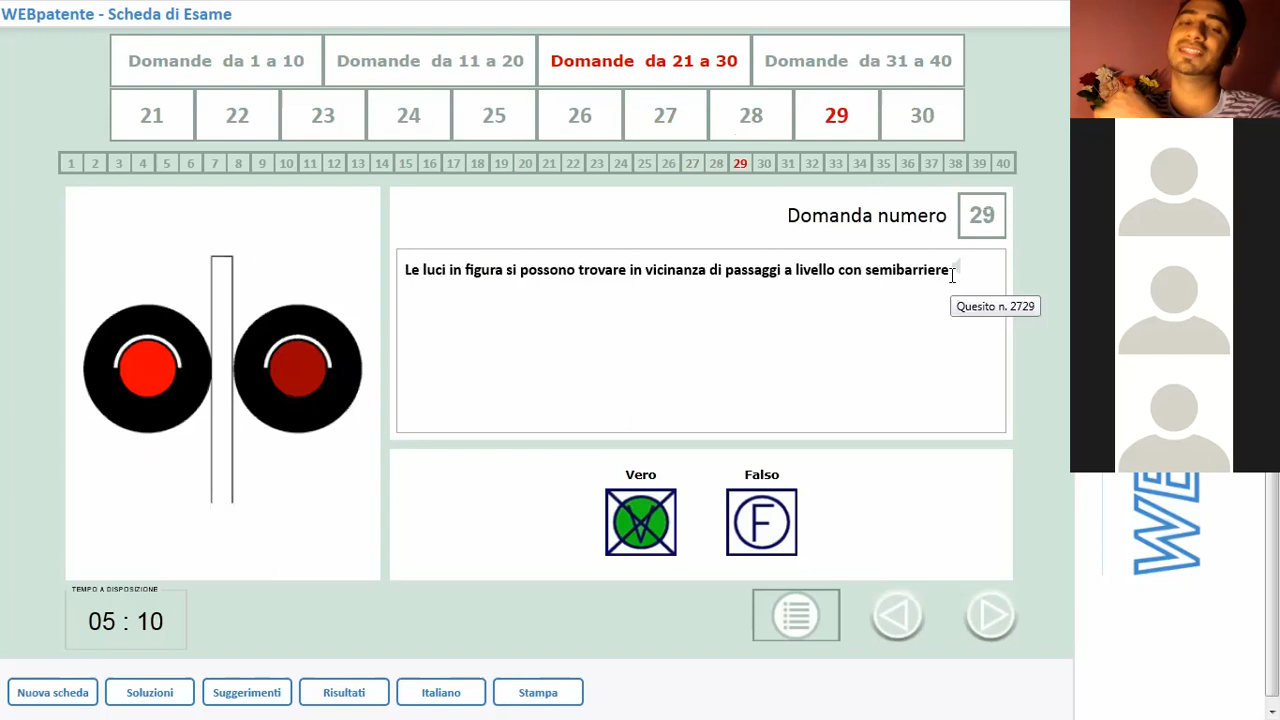 WEBpatente - Scheda di Esame
Domande da 1 a 10 Domande da 11 a 20 Domande da 21 a 30 Domande da 31 a 40
21 22 23 24 25 26 27 28 29 30
1 2 3 4 5 6 7 8 9 10 11 12 13 14 15 16 17 18 19 20 21 22 23 24 25 26 27 28 29 30 31 32 33 34 35 36 37 38 39 40
Domanda numero 29
Le luci in figura si possono trovare in vicinanza di passaggi a livello con semibarriere
Quesito n. 2729
Vero Falso
V F
TEMPO A DISPOSIZIONE
05 : 10
WE
Nuova scheda Soluzioni Suggerimenti Risultati Italiano Stampa